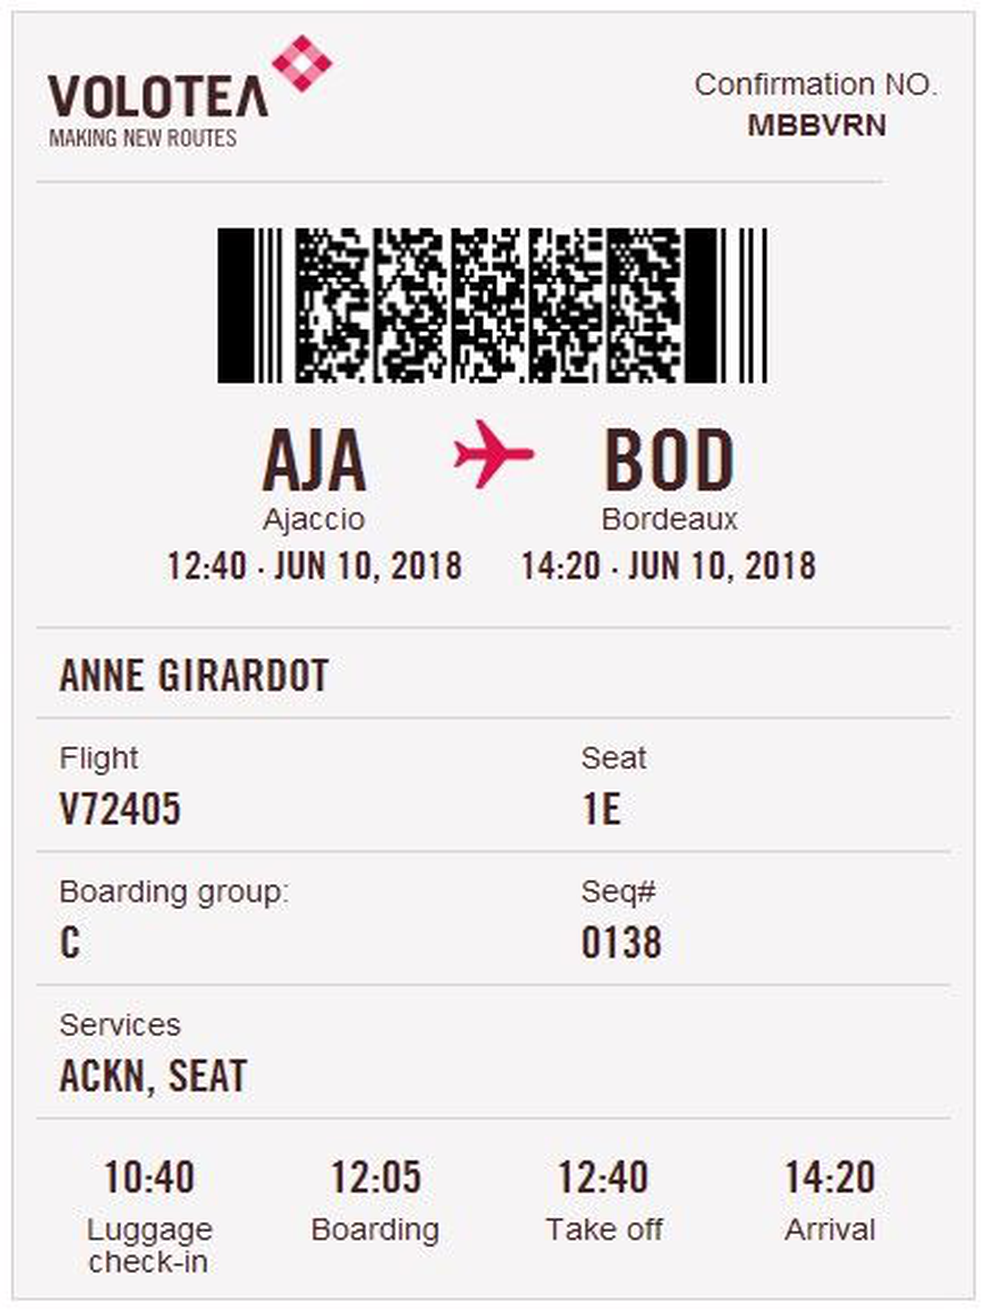 VOLOTEA
MAKING NEW ROUTES
Confirmation NO.
MBBVRN
AJA BOD
Ajaccio Bordeaux
12:40 · JUN 10, 2018 14:20 · JUN 10, 2018
ANNE GIRARDOT
Flight Seat
V72405 1E
Boarding group: Seq#
C 0138
Services
ACKN, SEAT
10:40 12:05 12:40 14:20
Luggage Boarding Take off Arrival
check-in